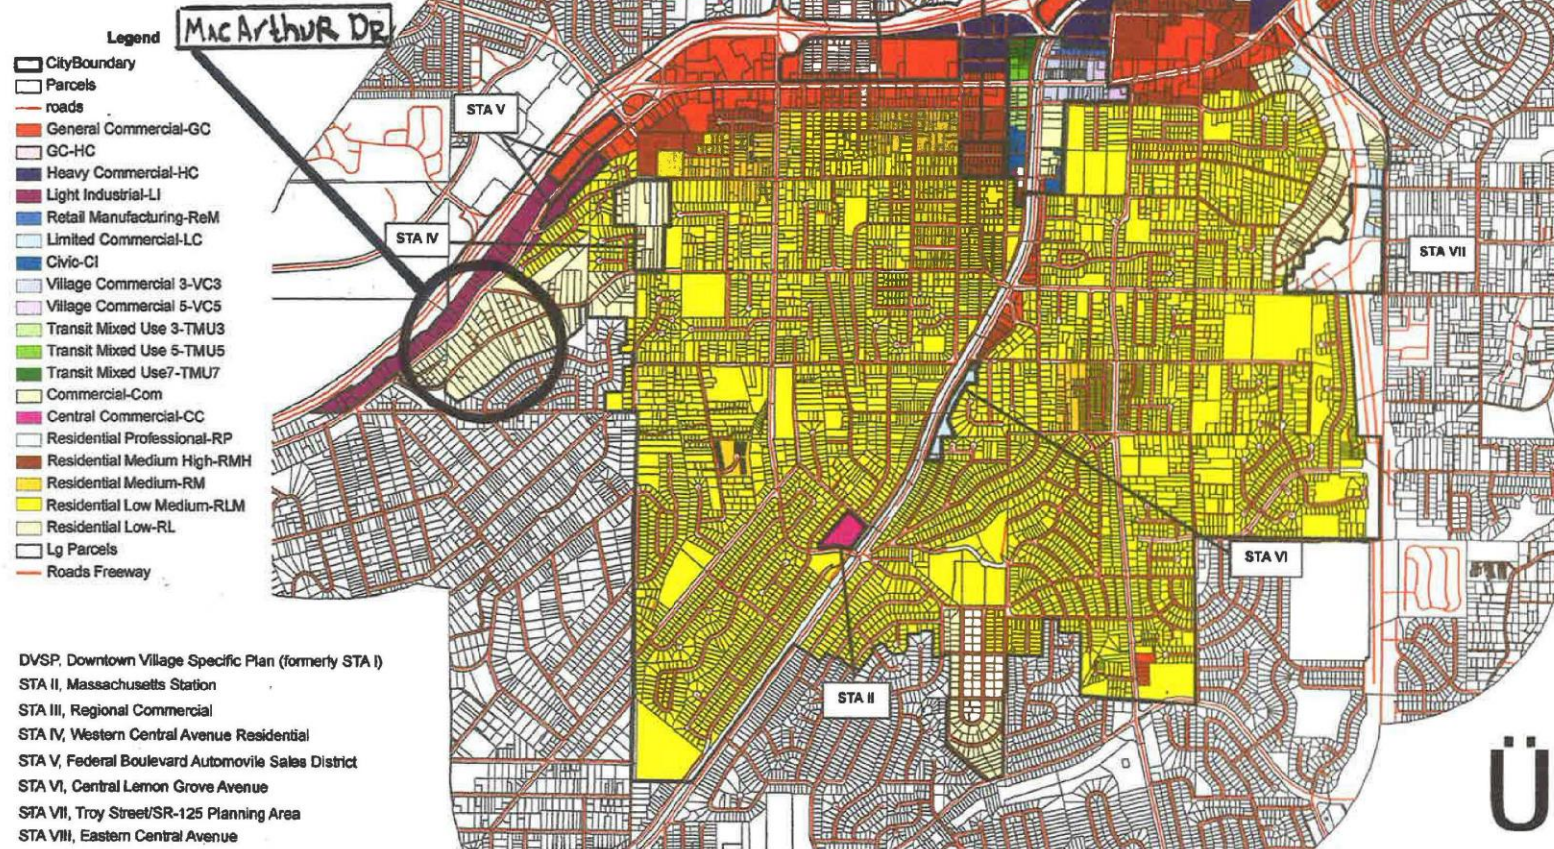 MacArthur Dr
Legend
CityBoundary
Parcels
roads
General Commercial-GC
GC-HC
Heavy Commercial-HC
Light Industrial-LI
Retail Manufacturing-ReM
Limited Commercial-LC
Civic-CI
Village Commercial 3-VC3
Village Commercial 5-VC5
Transit Mixed Use 3-TMU3
Transit Mixed Use 5-TMU5
Transit Mixed Use7-TMU7
Commercial-Com
Central Commercial-CC
Residential Professional-RP
Residential Medium High-RMH
Residential Medium-RM
Residential Low Medium-RLM
Residential Low-RL
Lg Parcels
Roads Freeway
DVSP, Downtown Village Specific Plan (formerly STA I)
STA II, Massachusetts Station
STA III, Regional Commercial
STA IV, Western Central Avenue Residential
STA V, Federal Boulevard Automovile Sales District
STA VI, Central Lemon Grove Avenue
STA VII, Troy Street/SR-125 Planning Area
STA VIII, Eastern Central Avenue
STA V
STA IV
STA VII
STA VI
STA II
Ü